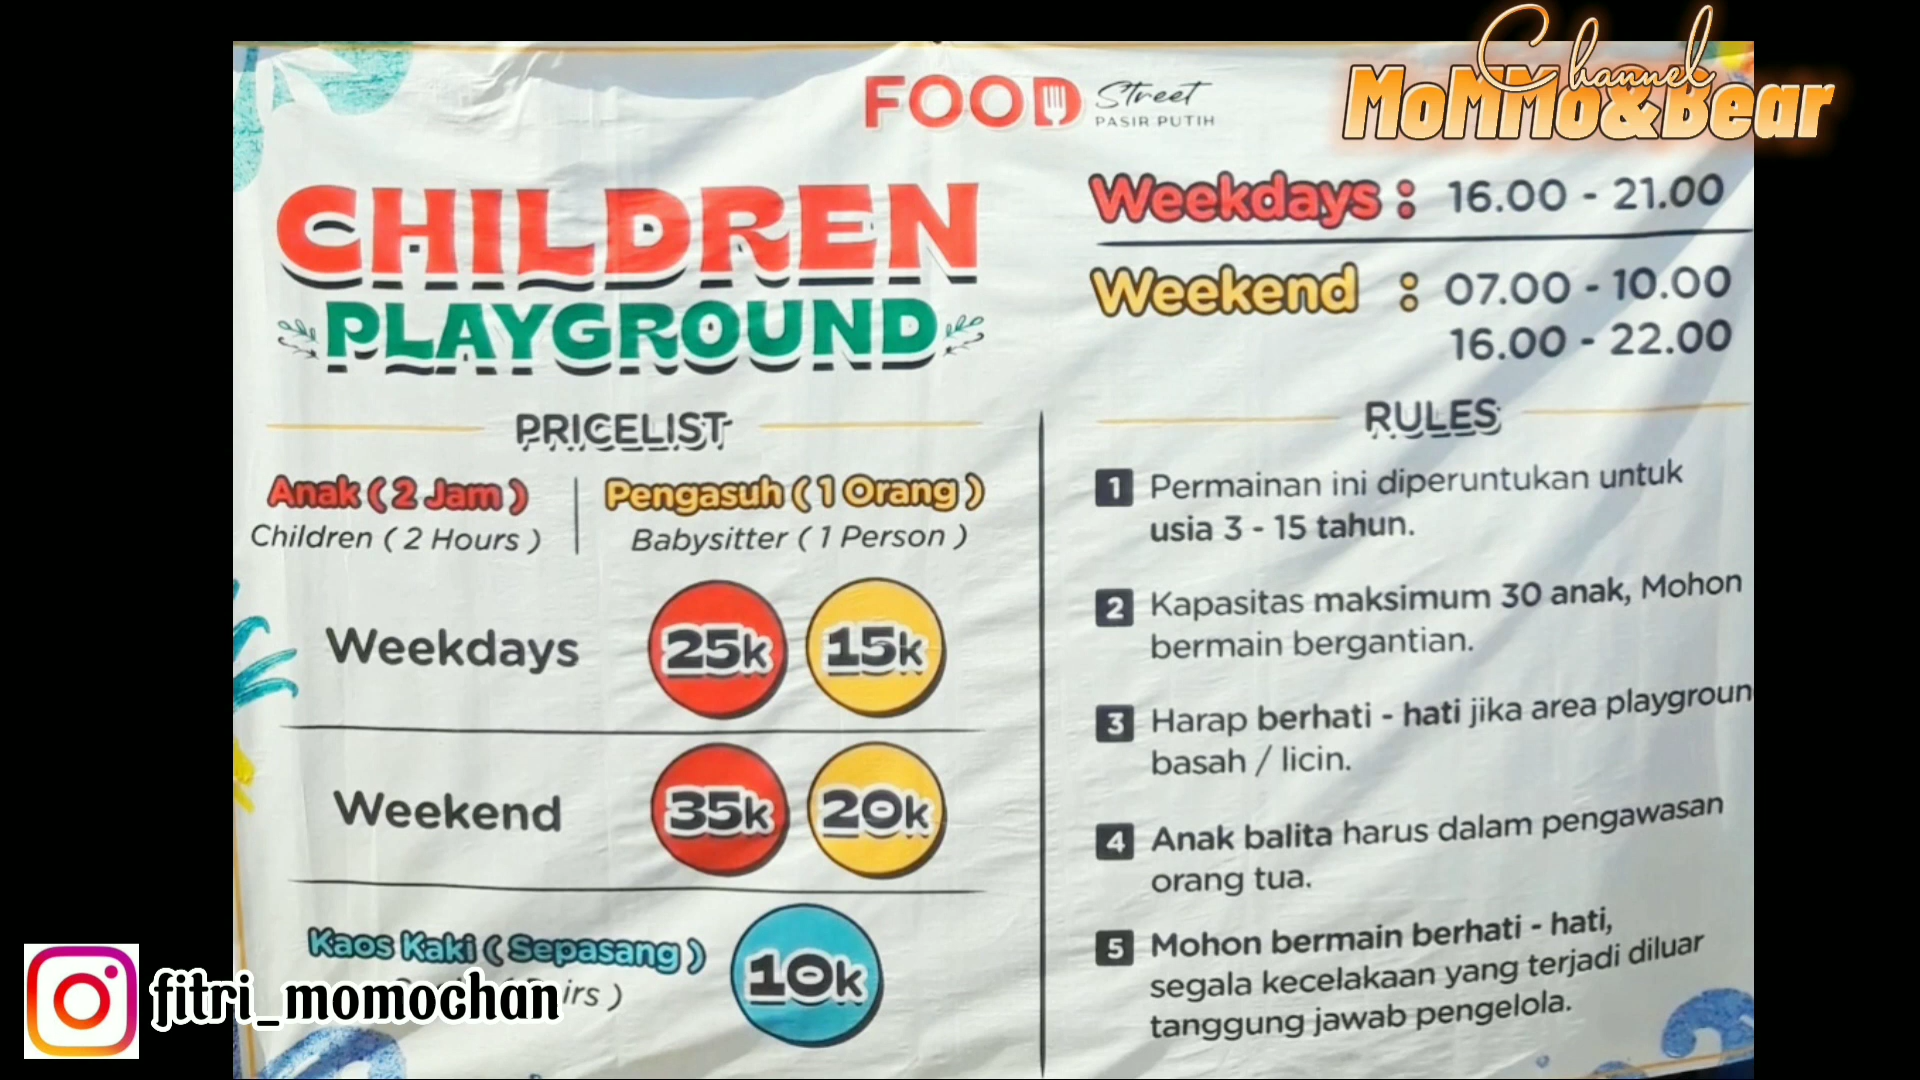 Channel
MoMMo&Bear
FOOD Street
PASIR PUTIH
CHILDREN
PLAYGROUND
Weekdays : 16.00 - 21.00
Weekend : 07.00 - 10.00
16.00 - 22.00
PRICELIST
Anak ( 2 Jam )
Children ( 2 Hours )
Pengasuh ( 1 Orang )
Babysitter ( 1 Person )
Weekdays 25k 15k
Weekend 35k 20k
Kaos Kaki ( Sepasang ) 10k
RULES
1 Permainan ini diperuntukan untuk
usia 3 - 15 tahun.
2 Kapasitas maksimum 30 anak, Mohon
bermain bergantian.
3 Harap berhati - hati jika area playgroun
basah / licin.
4 Anak balita harus dalam pengawasan
orang tua.
5 Mohon bermain berhati - hati,
segala kecelakaan yang terjadi diluar
tanggung jawab pengelola.
fitri_momochan